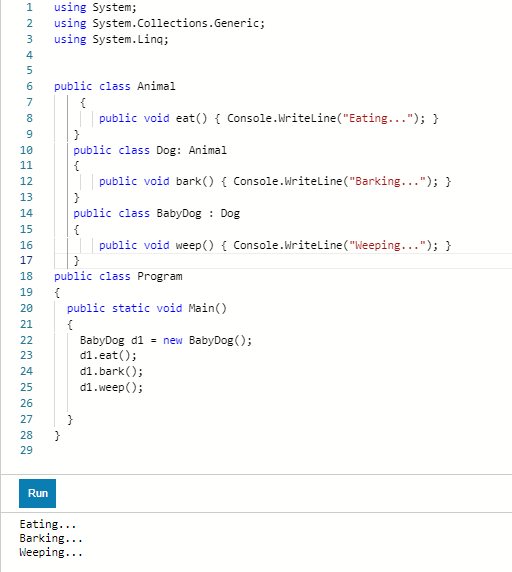 1 using System;
2 using System.Collections.Generic;
3 using System.Linq;
4
5
6 public class Animal
7 {
8 public void eat() { Console.WriteLine("Eating..."); }
9 }
10 public class Dog: Animal
11 {
12 public void bark() { Console.WriteLine("Barking..."); }
13 }
14 public class BabyDog : Dog
15 {
16 public void weep() { Console.WriteLine("Weeping..."); }
17 }
18 public class Program
19 {
20 public static void Main()
21 {
22 BabyDog d1 = new BabyDog();
23 d1.eat();
24 d1.bark();
25 d1.weep();
26
27 }
28 }
29
Run
Eating...
Barking...
Weeping...